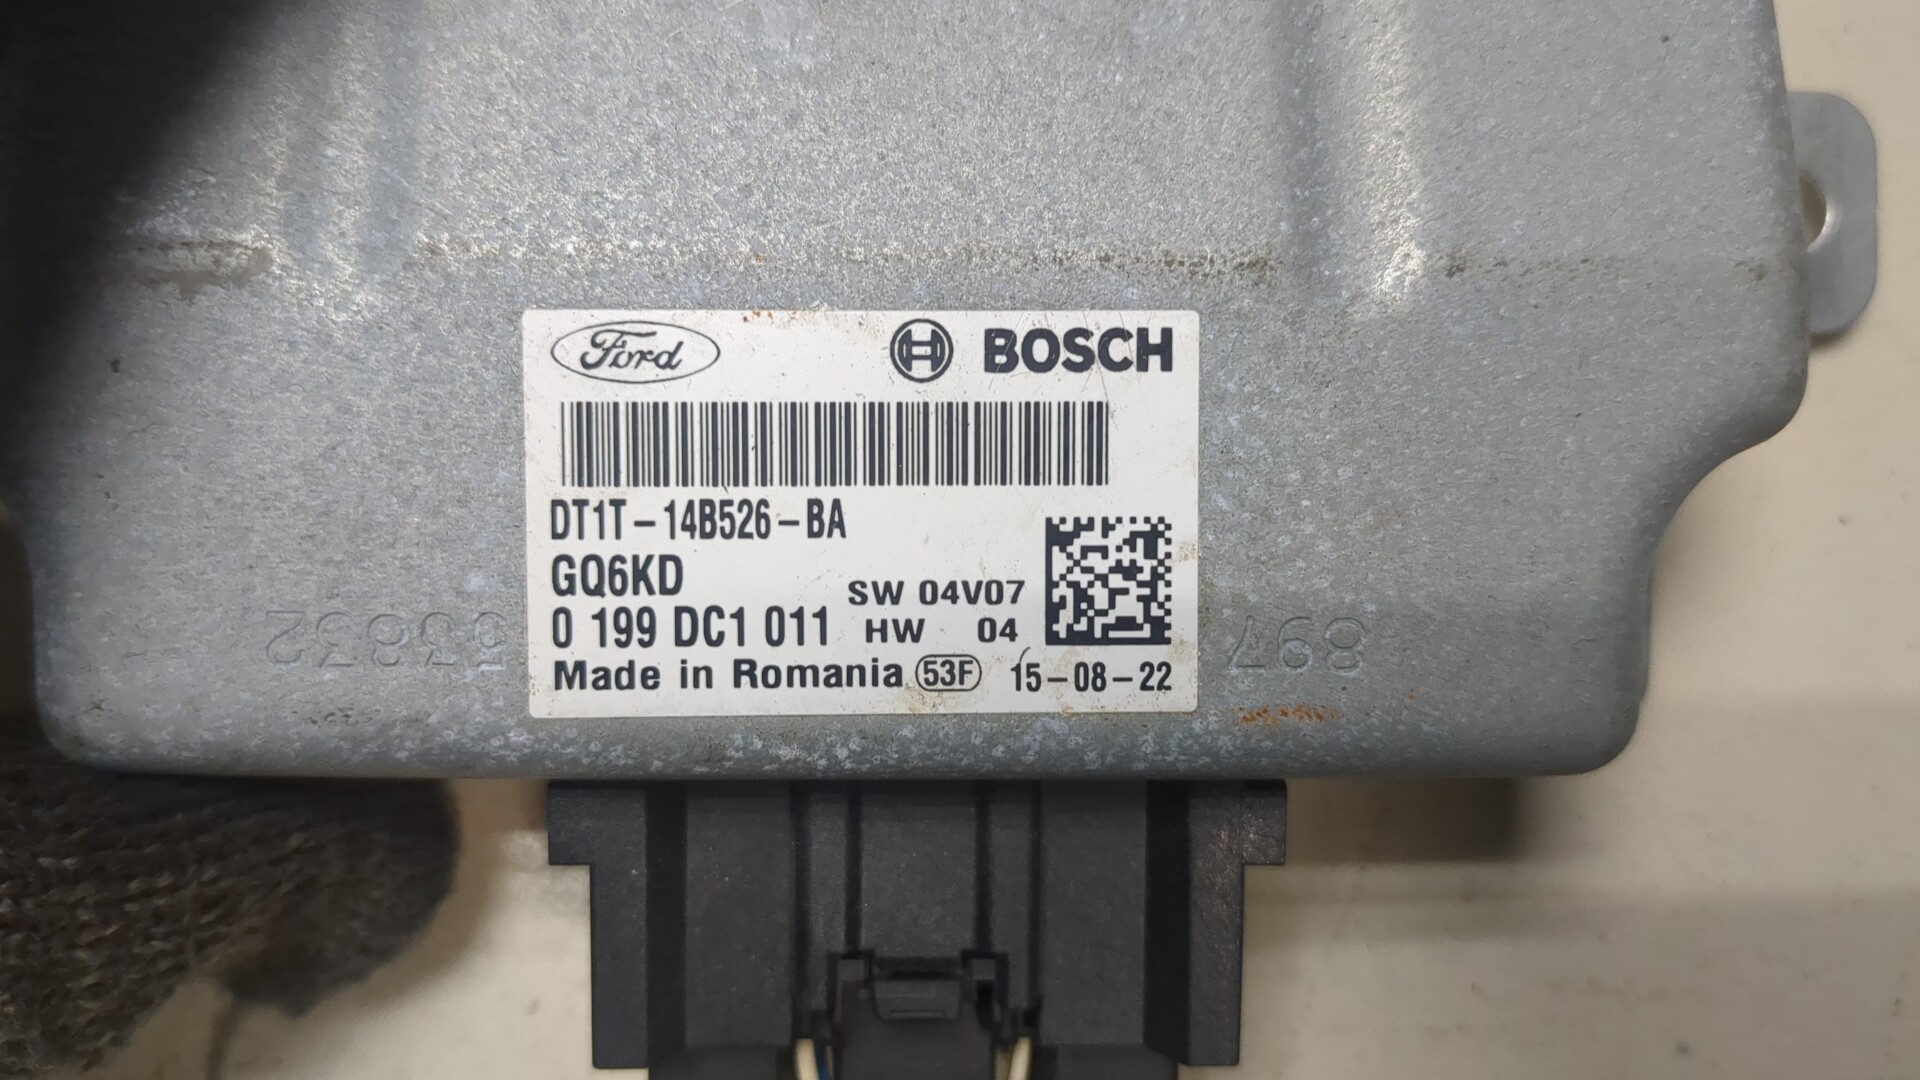 Ford BOSCH
DT1T-14B526-BA
GQ6KD
SW 04V07
0 199 DC1 011 HW 04
Made in Romania 53F 15-08-22
897